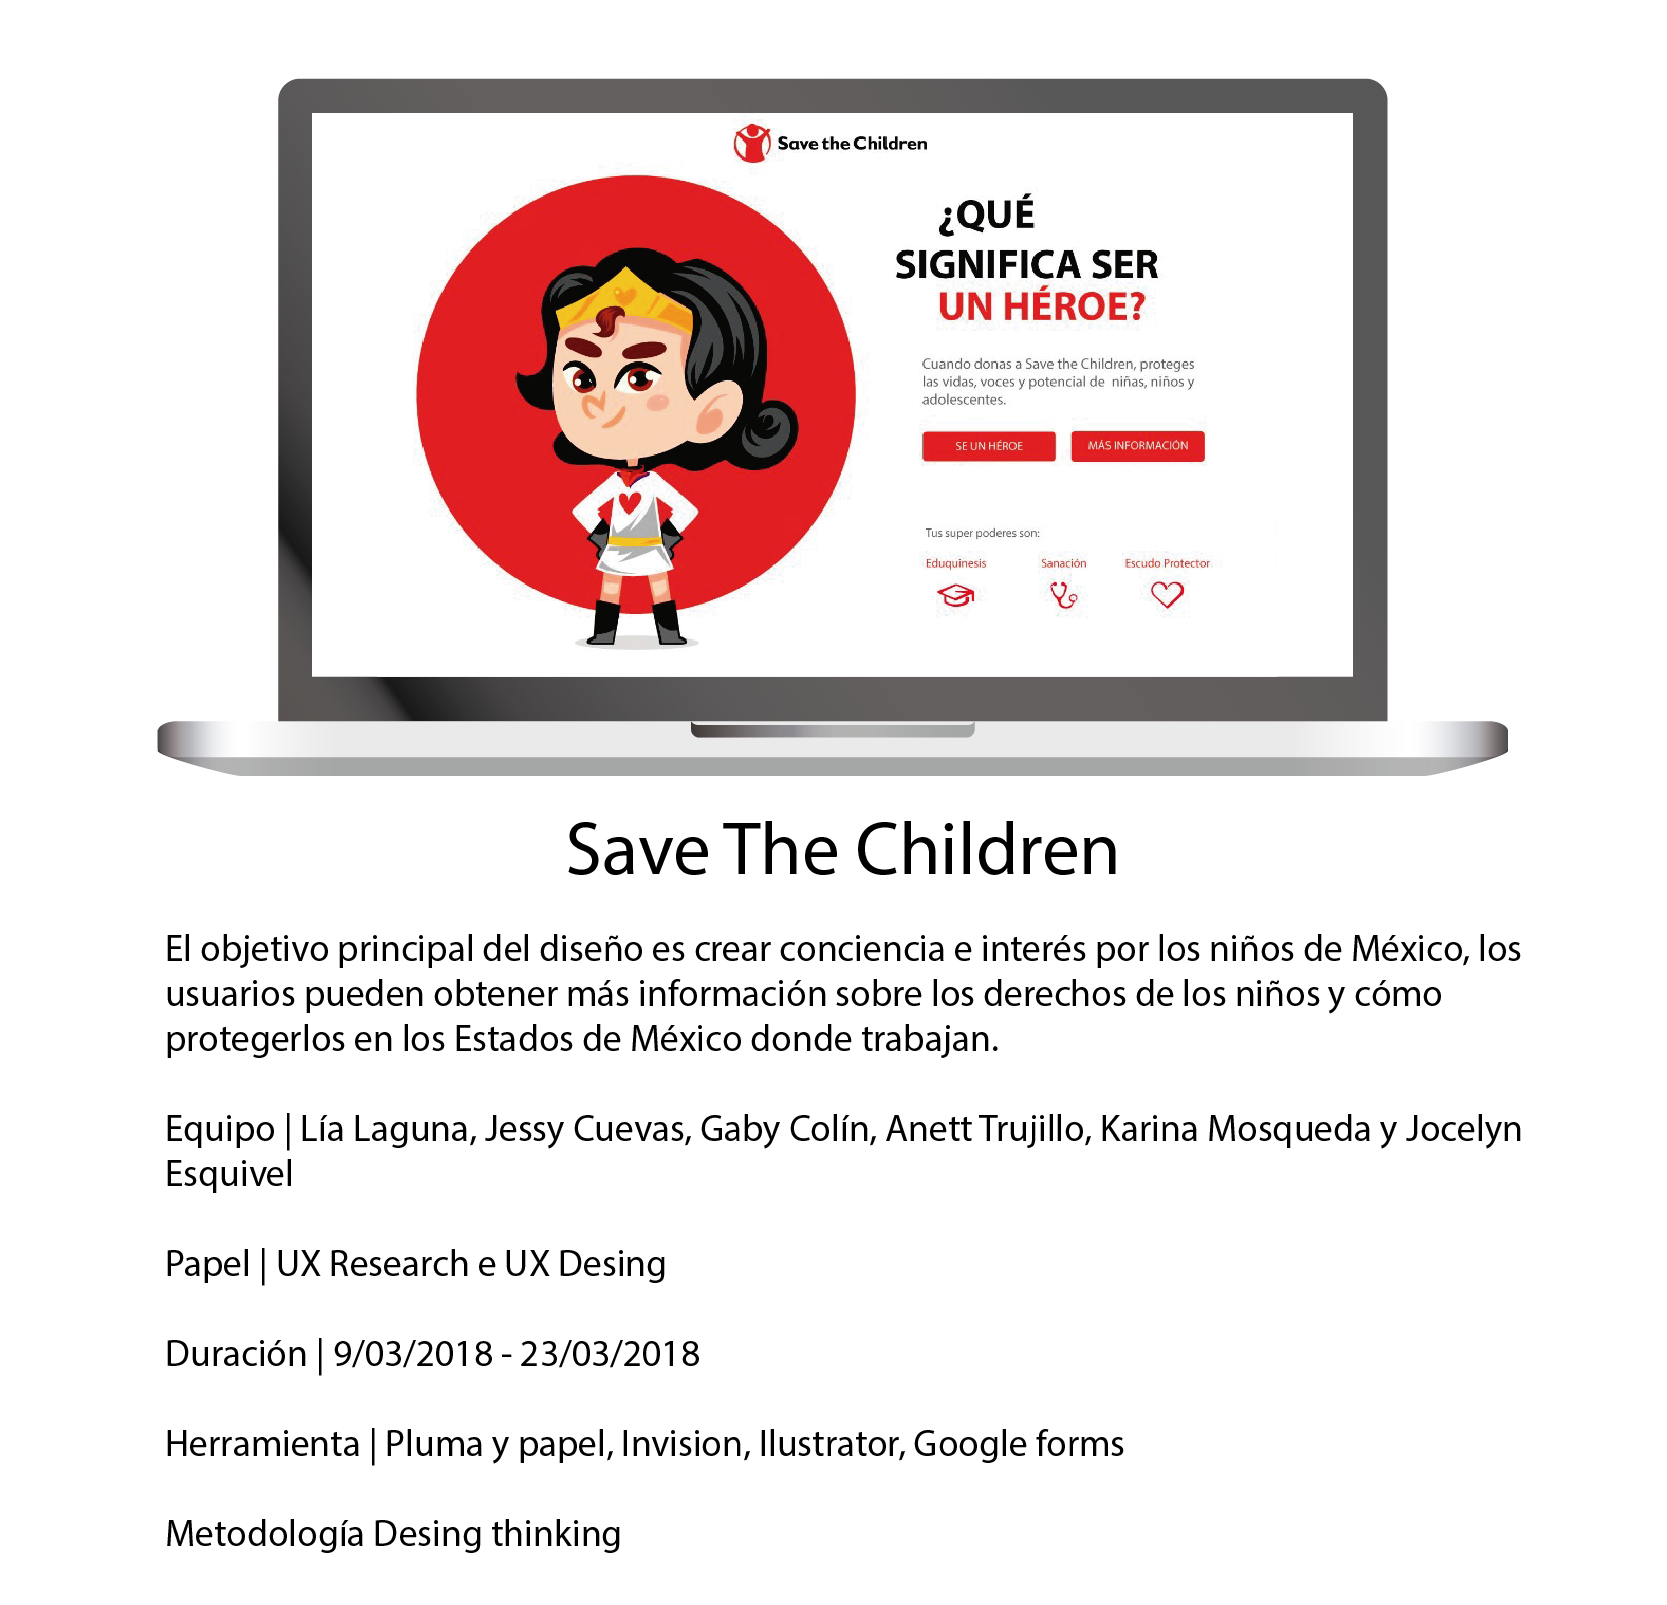 Save the Children
¿QUÉ
SIGNIFICA SER
UN HÉROE?
Cuando donas a Save the Children, proteges
las vidas, voces y potencial de niñas, niños y
adolescentes.
SE UN HÉROE
MÁS INFORMACIÓN
Tus super poderes son:
Eduquinesis
Sanación
Escudo Protector
Save The Children
El objetivo principal del diseño es crear conciencia e interés por los niños de México, los
usuarios pueden obtener más información sobre los derechos de los niños y cómo
protegerlos en los Estados de México donde trabajan.
Equipo | Lía Laguna, Jessy Cuevas, Gaby Colín, Anett Trujillo, Karina Mosqueda y Jocelyn
Esquivel
Papel | UX Research e UX Desing
Duración | 9/03/2018 - 23/03/2018
Herramienta | Pluma y papel, Invision, Ilustrator, Google forms
Metodología Desing thinking